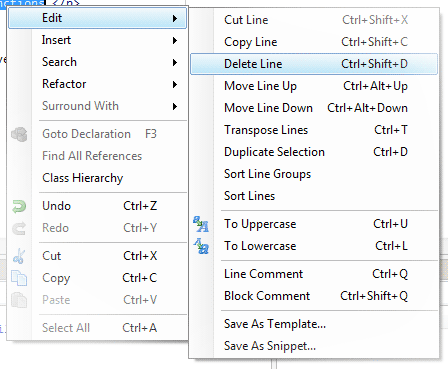 nctions </p>
Edit
Insert
Search
Refactor
Surround With
Goto Declaration F3
Find All References
Class Hierarchy
Undo Ctrl+Z
Redo Ctrl+Y
Cut Ctrl+X
Copy Ctrl+C
Paste Ctrl+V
Select All Ctrl+A
Cut Line Ctrl+Shift+X
Copy Line Ctrl+Shift+C
Delete Line Ctrl+Shift+D
Move Line Up Ctrl+Alt+Up
Move Line Down Ctrl+Alt+Down
Transpose Lines Ctrl+T
Duplicate Selection Ctrl+D
Sort Line Groups
Sort Lines
To Uppercase Ctrl+U
To Lowercase Ctrl+L
Line Comment Ctrl+Q
Block Comment Ctrl+Shift+Q
Save As Template...
Save As Snippet...